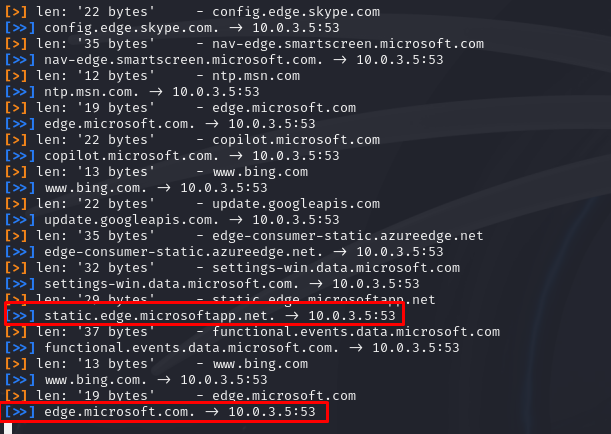 [>] len: '22 bytes' - config.edge.skype.com
[>>] config.edge.skype.com. → 10.0.3.5:53
[>] len: '35 bytes' - nav-edge.smartscreen.microsoft.com
[>>] nav-edge.smartscreen.microsoft.com. → 10.0.3.5:53
[>] len: '12 bytes' - ntp.msn.com
[>>] ntp.msn.com. → 10.0.3.5:53
[>] len: '19 bytes' - edge.microsoft.com
[>>] edge.microsoft.com. → 10.0.3.5:53
[>] len: '22 bytes' - copilot.microsoft.com
[>>] copilot.microsoft.com. → 10.0.3.5:53
[>] len: '13 bytes' - www.bing.com
[>>] www.bing.com. → 10.0.3.5:53
[>] len: '22 bytes' - update.googleapis.com
[>>] update.googleapis.com. → 10.0.3.5:53
[>] len: '35 bytes' - edge-consumer-static.azureedge.net
[>>] edge-consumer-static.azureedge.net. → 10.0.3.5:53
[>] len: '32 bytes' - settings-win.data.microsoft.com
[>>] settings-win.data.microsoft.com. → 10.0.3.5:53
[>] len: '29 bytes' - static.edge.microsoftapp.net
[>>] static.edge.microsoftapp.net. → 10.0.3.5:53
[>] len: '37 bytes' - functional.events.data.microsoft.com
[>>] functional.events.data.microsoft.com. → 10.0.3.5:53
[>] len: '13 bytes' - www.bing.com
[>>] www.bing.com. → 10.0.3.5:53
[>] len: '19 bytes' - edge.microsoft.com
[>>] edge.microsoft.com. → 10.0.3.5:53